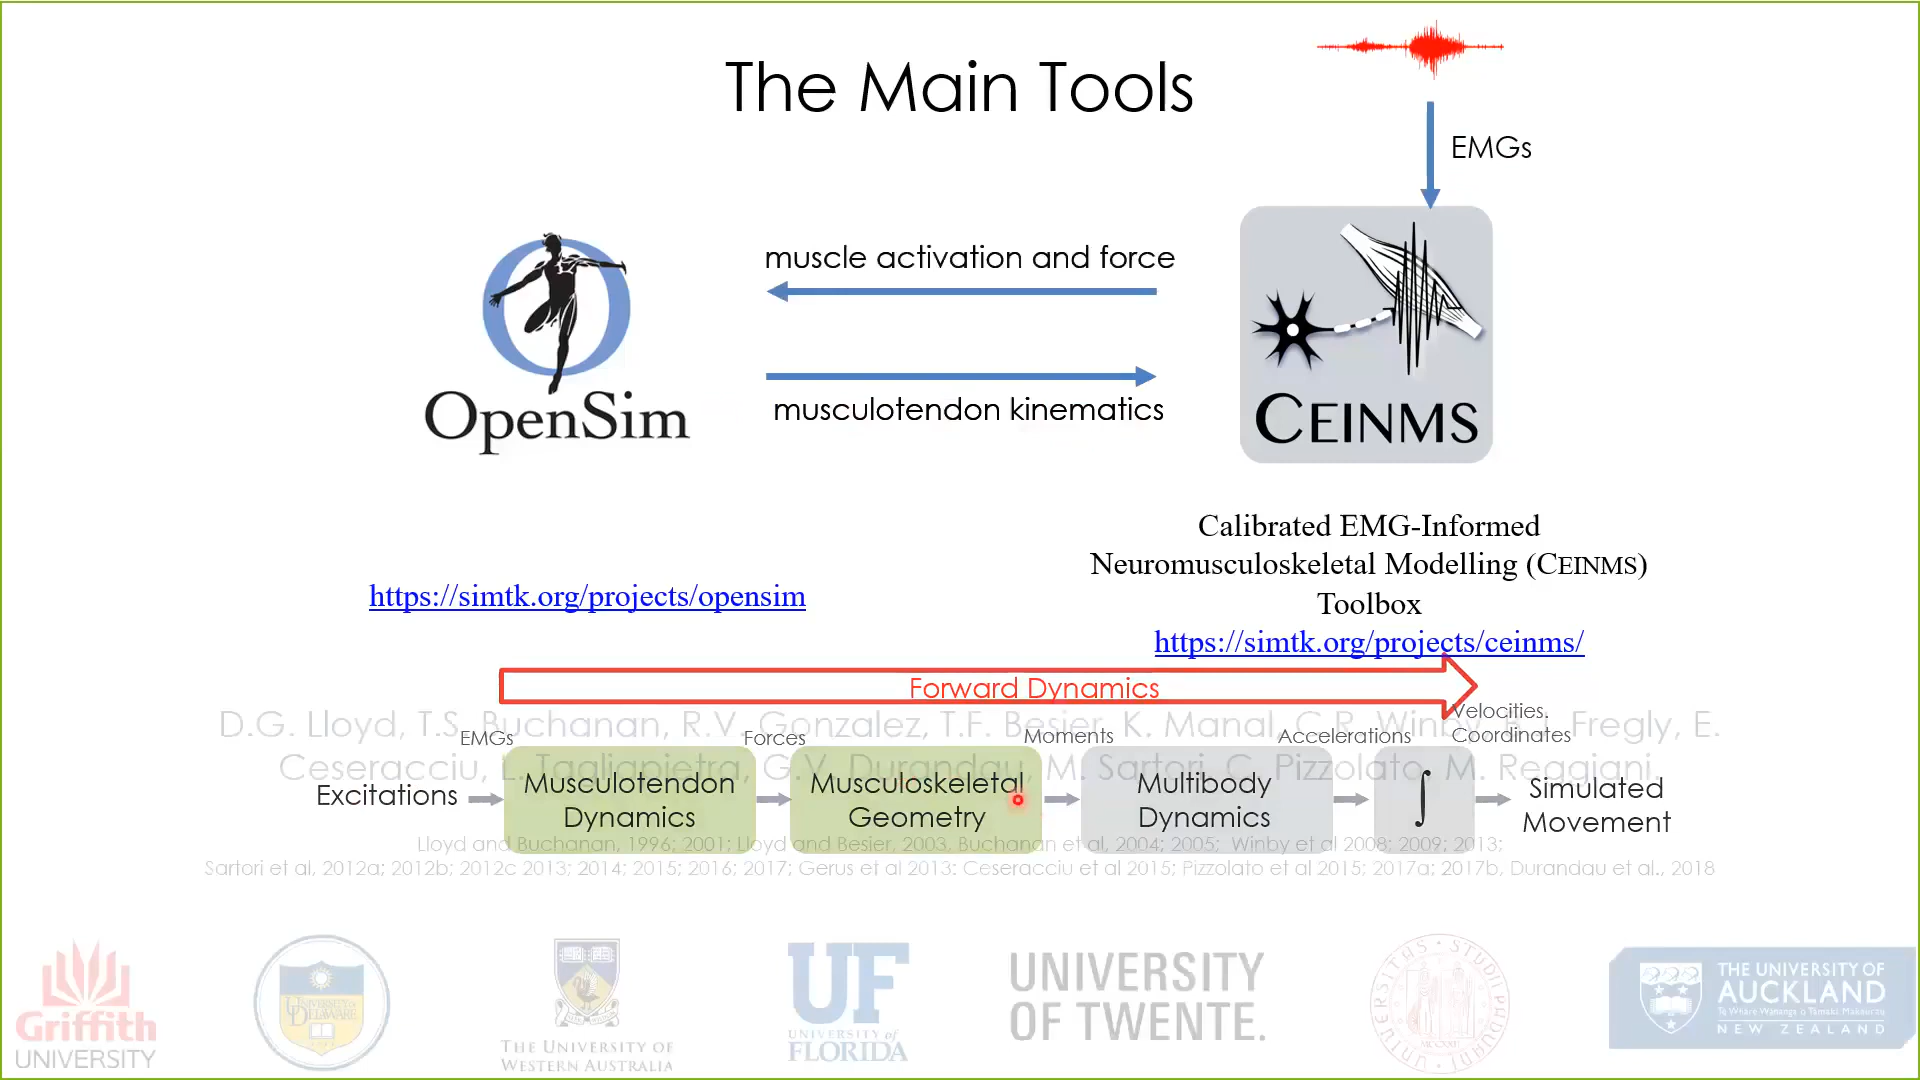 The Main Tools
EMGs
muscle activation and force
OpenSim
musculotendon kinematics
CEINMS
Calibrated EMG-Informed
Neuromusculoskeletal Modelling (CEINMS)
Toolbox
https://simtk.org/projects/opensim
https://simtk.org/projects/ceinms/
Forward Dynamics
D.G. Lloyd, T.S. Buchanan, R.V. Gonzalez, T.F. Besier, K. Manal, C.R. Winby, B.J. Fregly, E.
Ceseracciu, L. Tagliapietra, G.V. Durandau, M. Sartori, C. Pizzolato, M. Reggiani,
EMGs
Forces
Moments
Accelerations
Velocities.
Coordinates
Excitations
Musculotendon
Dynamics
Musculoskeletal
Geometry
Multibody
Dynamics
∫
Simulated
Movement
Lloyd and Buchanan, 1996; 2001; Lloyd and Besier, 2003, Buchanan et al, 2004; 2005; Winby et al 2008; 2009; 2013;
Sartori et al, 2012a; 2012b; 2012c 2013; 2014; 2015; 2016; 2017; Gerus et al 2013; Ceseracciu et al 2015; Pizzolato et al 2015; 2017a; 2017b, Durandau et al., 2018
Griffith
UNIVERSITY
UNIVERSITY of
DELAWARE
THE UNIVERSITY OF
WESTERN AUSTRALIA
UF
UNIVERSITY of
FLORIDA
UNIVERSITY
OF TWENTE.
THE UNIVERSITY OF
AUCKLAND
Te Whare Wānanga o Tāmaki Makaurau
NEW ZEALAND